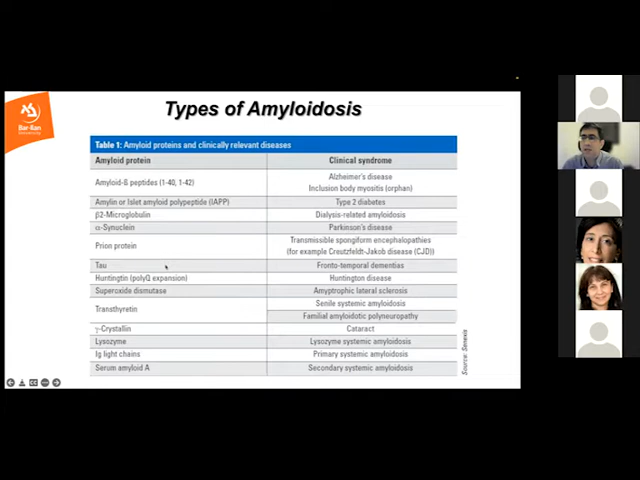 Types of Amyloidosis
Bar-Ilan
University
Table 1: Amyloid proteins and clinically relevant diseases
Amyloid protein Clinical syndrome
Amyloid-ß peptides (1-40, 1-42) Alzheimer's disease
Inclusion body myositis (orphan)
Amylin or Islet amyloid polypeptide (IAPP) Type 2 diabetes
β2-Microglobulin Dialysis-related amyloidosis
α-Synuclein Parkinson's disease
Prion protein Transmissible spongiform encephalopathies
(for example Creutzfeldt-Jakob disease (CJD))
Tau Fronto-temporal dementias
Huntingtin (polyQ expansion) Huntington disease
Superoxide dismutase Amyptrophic lateral sclerosis
Transthyretin Senile systemic amyloidosis
Familial amyloidotic polyneuropathy
γ-Crystallin Cataract
Lysozyme Lysozyme systemic amyloidosis
Ig light chains Primary systemic amyloidosis
Serum amyloid A Secondary systemic amyloidosis
Source: Senexis